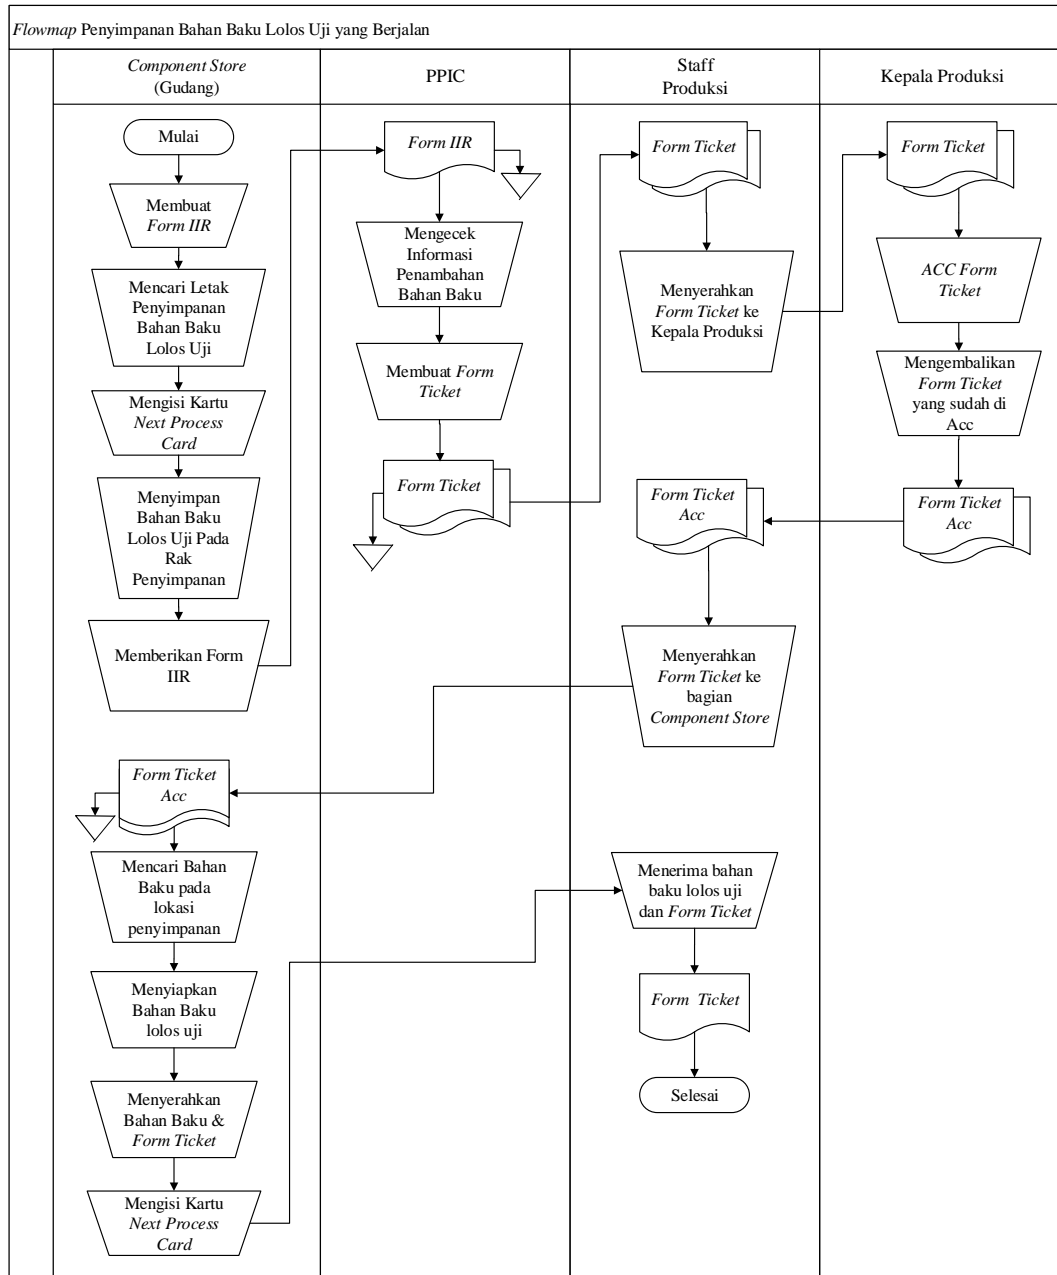 Flowmap Penyimpanan Bahan Baku Lolos Uji yang Berjalan
Component Store
(Gudang)
PPIC
Staff
Produksi
Kepala Produksi
Mulai
Membuat
Form IIR
Mencari Letak
Penyimpanan
Bahan Baku
Lolos Uji
Mengisi Kartu
Next Process
Card
Menyimpan
Bahan Baku
Lolos Uji Pada
Rak
Penyimpanan
Memberikan Form
IIR
Form IIR
Mengecek
Informasi
Penambahan
Bahan Baku
Membuat Form
Ticket
Form Ticket
Form Ticket
Menyerahkan
Form Ticket ke
Kepala Produksi
Form Ticket
ACC Form
Ticket
Mengembalikan
Form Ticket
yang sudah di
Acc
Form Ticket
Acc
Form Ticket
Acc
Menyerahkan
Form Ticket ke
bagian
Component Store
Form Ticket
Acc
Mencari Bahan
Baku pada
lokasi
penyimpanan
Menyiapkan
Bahan Baku
lolos uji
Menyerahkan
Bahan Baku &
Form Ticket
Mengisi Kartu
Next Process
Card
Menerima bahan
baku lolos uji
dan Form Ticket
Form Ticket
Selesai